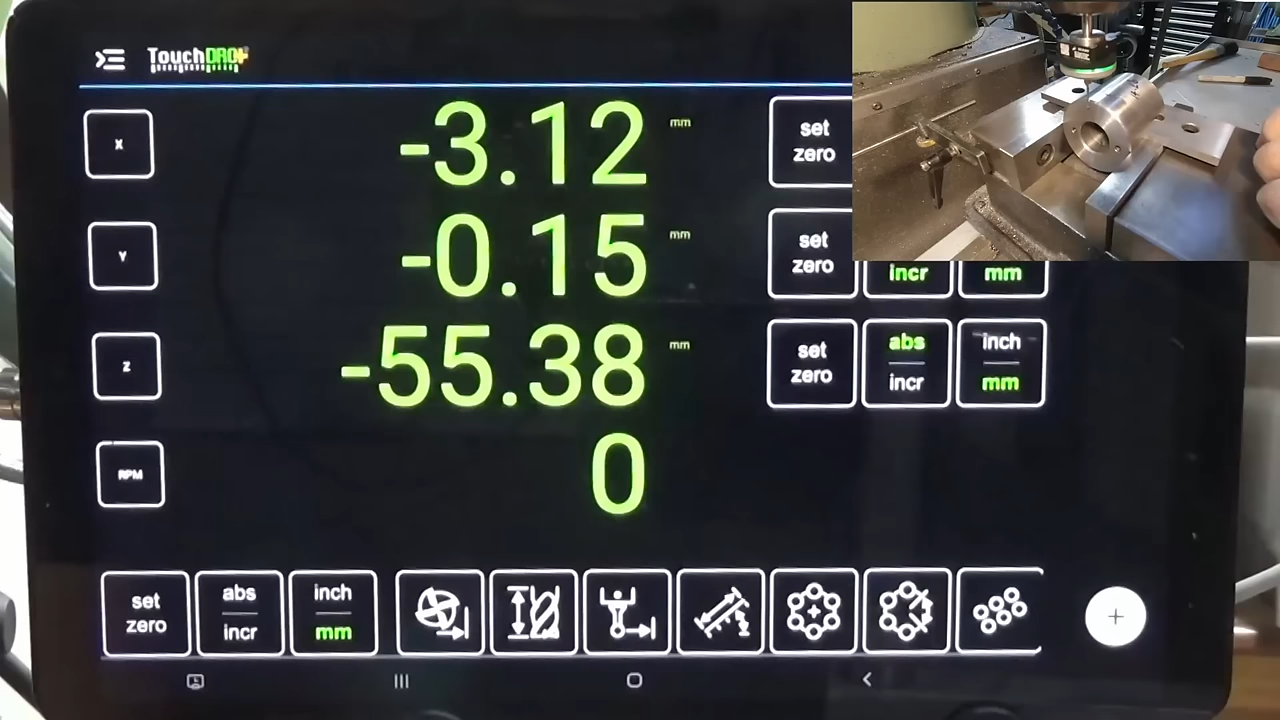 TouchDRO
X
-3.12 mm
set
zero
Y
-0.15 mm
set
zero
incr
mm
Z
-55.38 mm
set
zero
abs
incr
inch
mm
RPM
0
set
zero
abs
incr
inch
mm
+